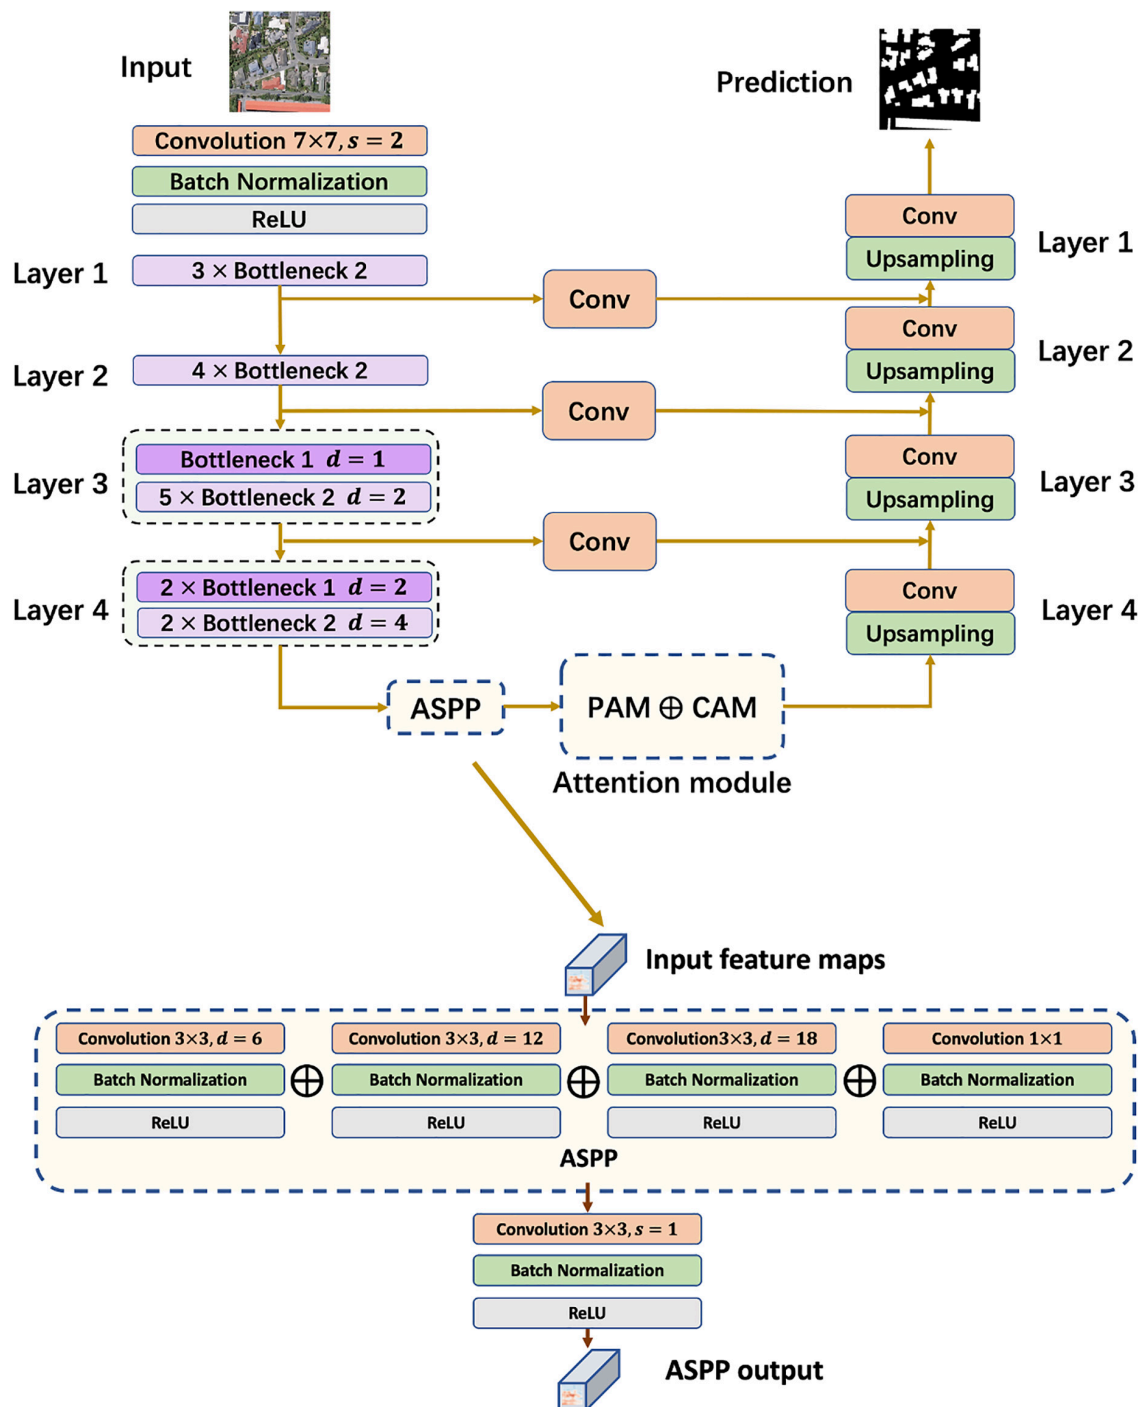 Input
Convolution 7×7, s = 2
Batch Normalization
ReLU
Layer 1
3 × Bottleneck 2
Layer 2
4 × Bottleneck 2
Layer 3
Bottleneck 1 d = 1
5 × Bottleneck 2 d = 2
Layer 4
2 × Bottleneck 1 d = 2
2 × Bottleneck 2 d = 4
Conv
Conv
Conv
Prediction
Conv
Upsampling
Layer 1
Conv
Upsampling
Layer 2
Conv
Upsampling
Layer 3
Conv
Upsampling
Layer 4
ASPP
PAM ⊕ CAM
Attention module
Input feature maps
Convolution 3×3, d = 6
Batch Normalization
ReLU
⊕
Convolution 3×3, d = 12
Batch Normalization
ReLU
⊕
Convolution3×3, d = 18
Batch Normalization
ReLU
⊕
Convolution 1×1
Batch Normalization
ReLU
ASPP
Convolution 3×3, s = 1
Batch Normalization
ReLU
ASPP output